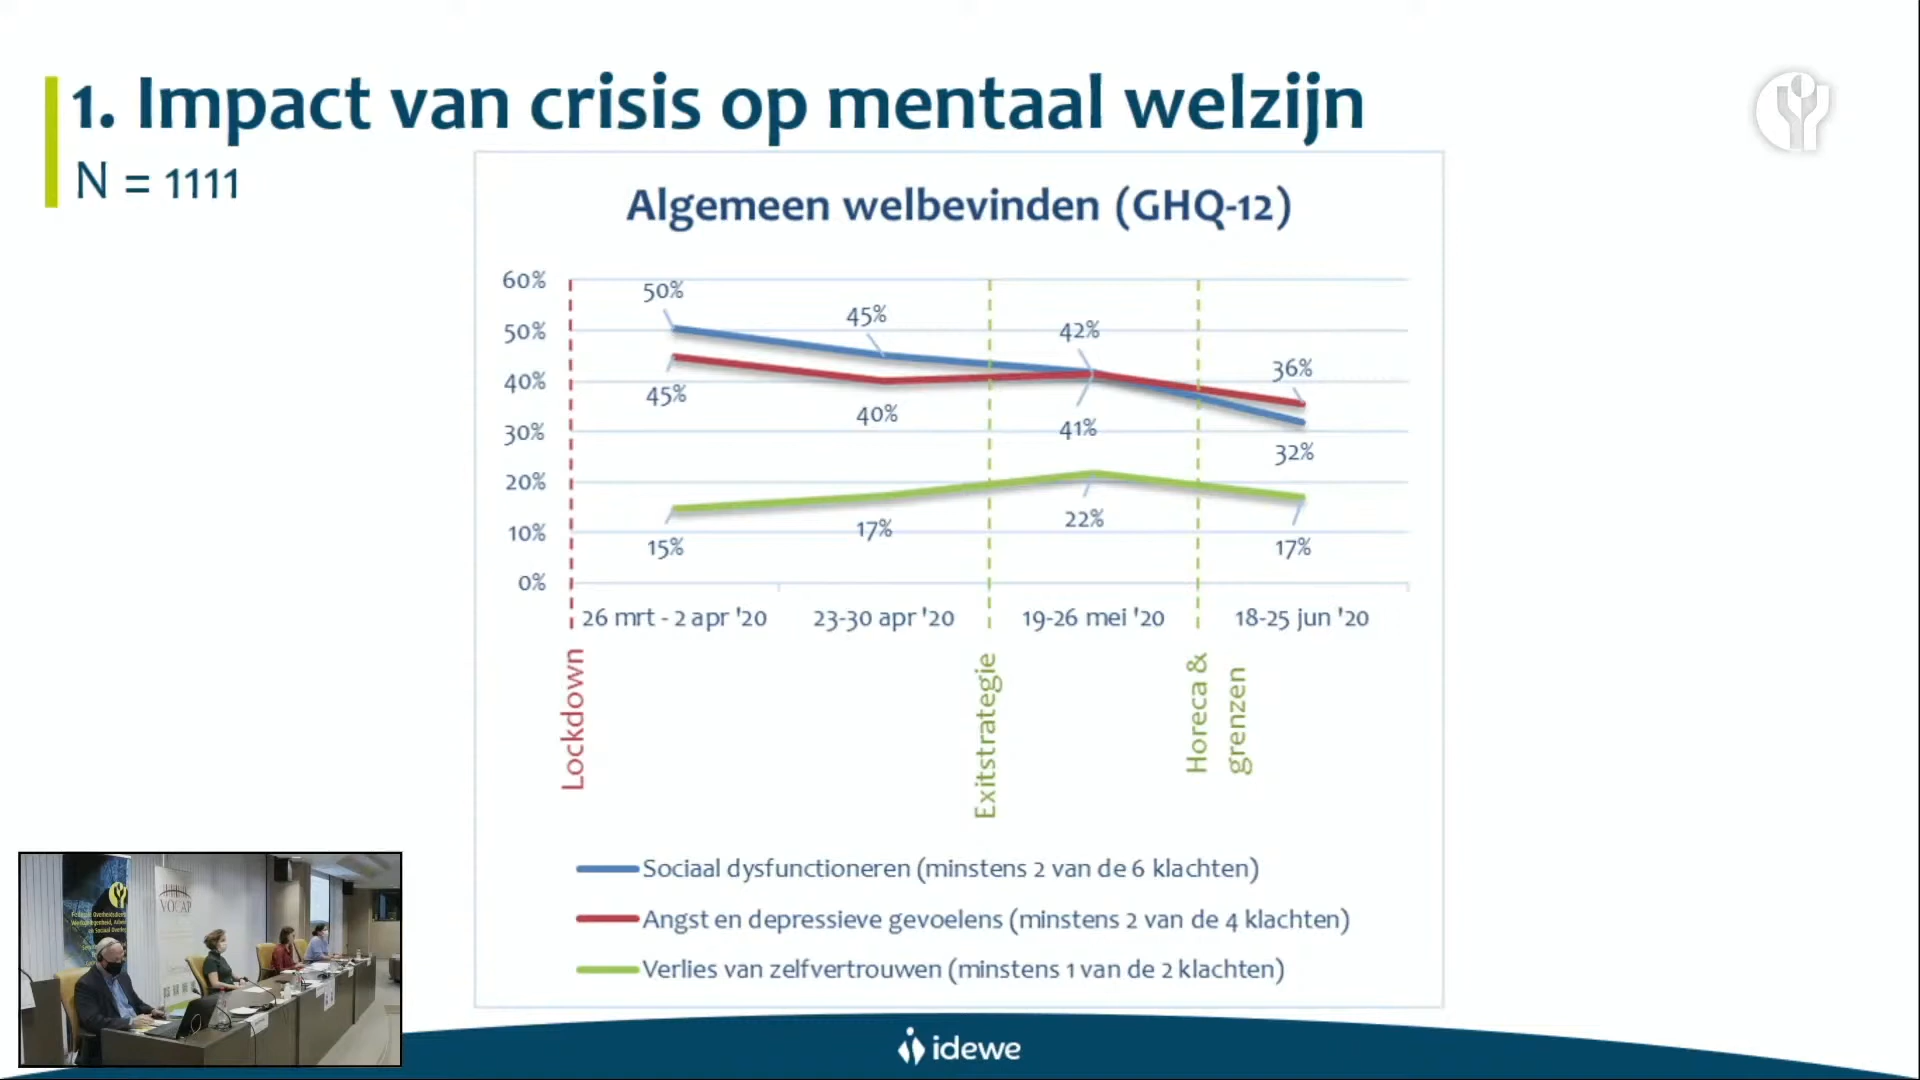 1. Impact van crisis op mentaal welzijn
N = 1111
Algemeen welbevinden (GHQ-12)
60%
50%
40%
30%
20%
10%
0%
50%
45%
42%
36%
45%
40%
41%
32%
15%
17%
22%
17%
26 mrt - 2 apr '20
23-30 apr '20
19-26 mei '20
18-25 jun '20
Lockdown
Exitstrategie
Horeca &
grenzen
Sociaal dysfunctioneren (minstens 2 van de 6 klachten)
Angst en depressieve gevoelens (minstens 2 van de 4 klachten)
Verlies van zelfvertrouwen (minstens 1 van de 2 klachten)
VOCAP
en Sociaal Overleg
idewe